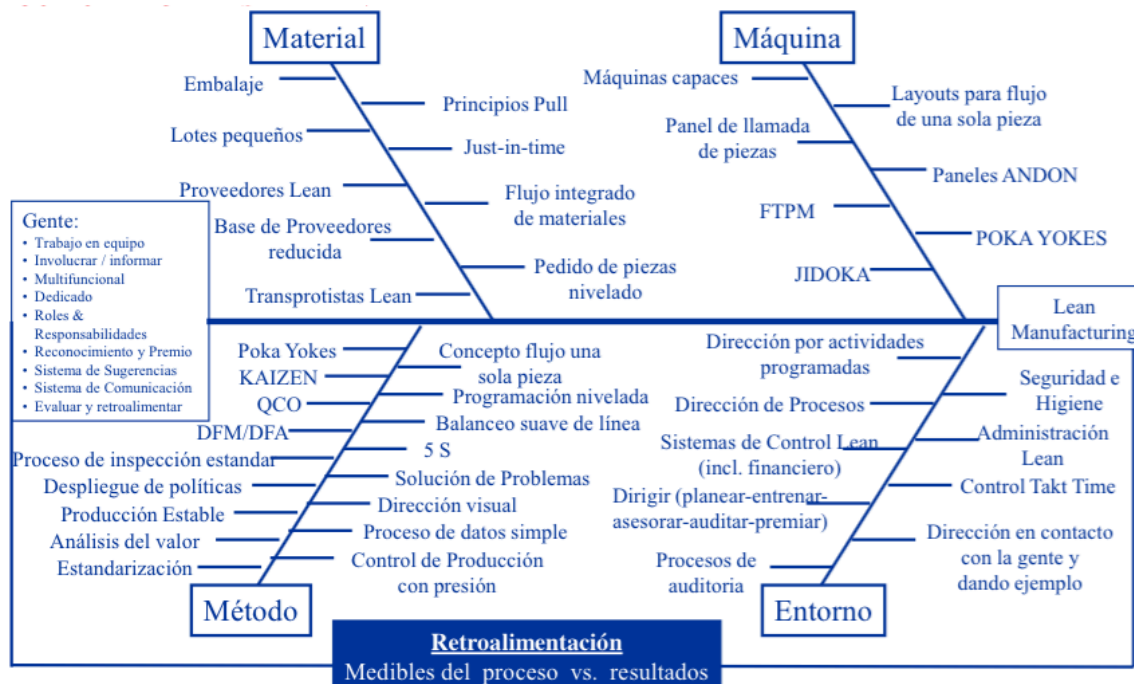 Material
Embalaje
Principios Pull
Lotes pequeños
Just-in-time
Proveedores Lean
Flujo integrado
de materiales
Base de Proveedores
reducida
Pedido de piezas
nivelado
Transprotistas Lean
Máquina
Máquinas capaces
Layouts para flujo
de una sola pieza
Panel de llamada
de piezas
Paneles ANDON
FTPM
POKA YOKES
JIDOKA
Gente:
• Trabajo en equipo
• Involucrar / informar
• Multifuncional
• Dedicado
• Roles &
Responsabilidades
• Reconocimiento y Premio
• Sistema de Sugerencias
• Sistema de Comunicación
• Evaluar y retroalimentar
Lean
Manufacturing
Poka Yokes
Concepto flujo una
sola pieza
KAIZEN
Programación nivelada
QCO
Balanceo suave de línea
DFM/DFA
5 S
Proceso de inspección estandar
Solución de Problemas
Despliegue de políticas
Dirección visual
Producción Estable
Proceso de datos simple
Análisis del valor
Control de Producción
con presión
Estandarización
Método
Dirección por actividades
programadas
Seguridad e
Higiene
Dirección de Procesos
Administración
Lean
Sistemas de Control Lean
(incl. financiero)
Control Takt Time
Dirigir (planear-entrenar-
asesorar-auditar-premiar)
Dirección en contacto
con la gente y
dando ejemplo
Procesos de
auditoria
Entorno
Retroalimentación
Medibles del proceso vs. resultados